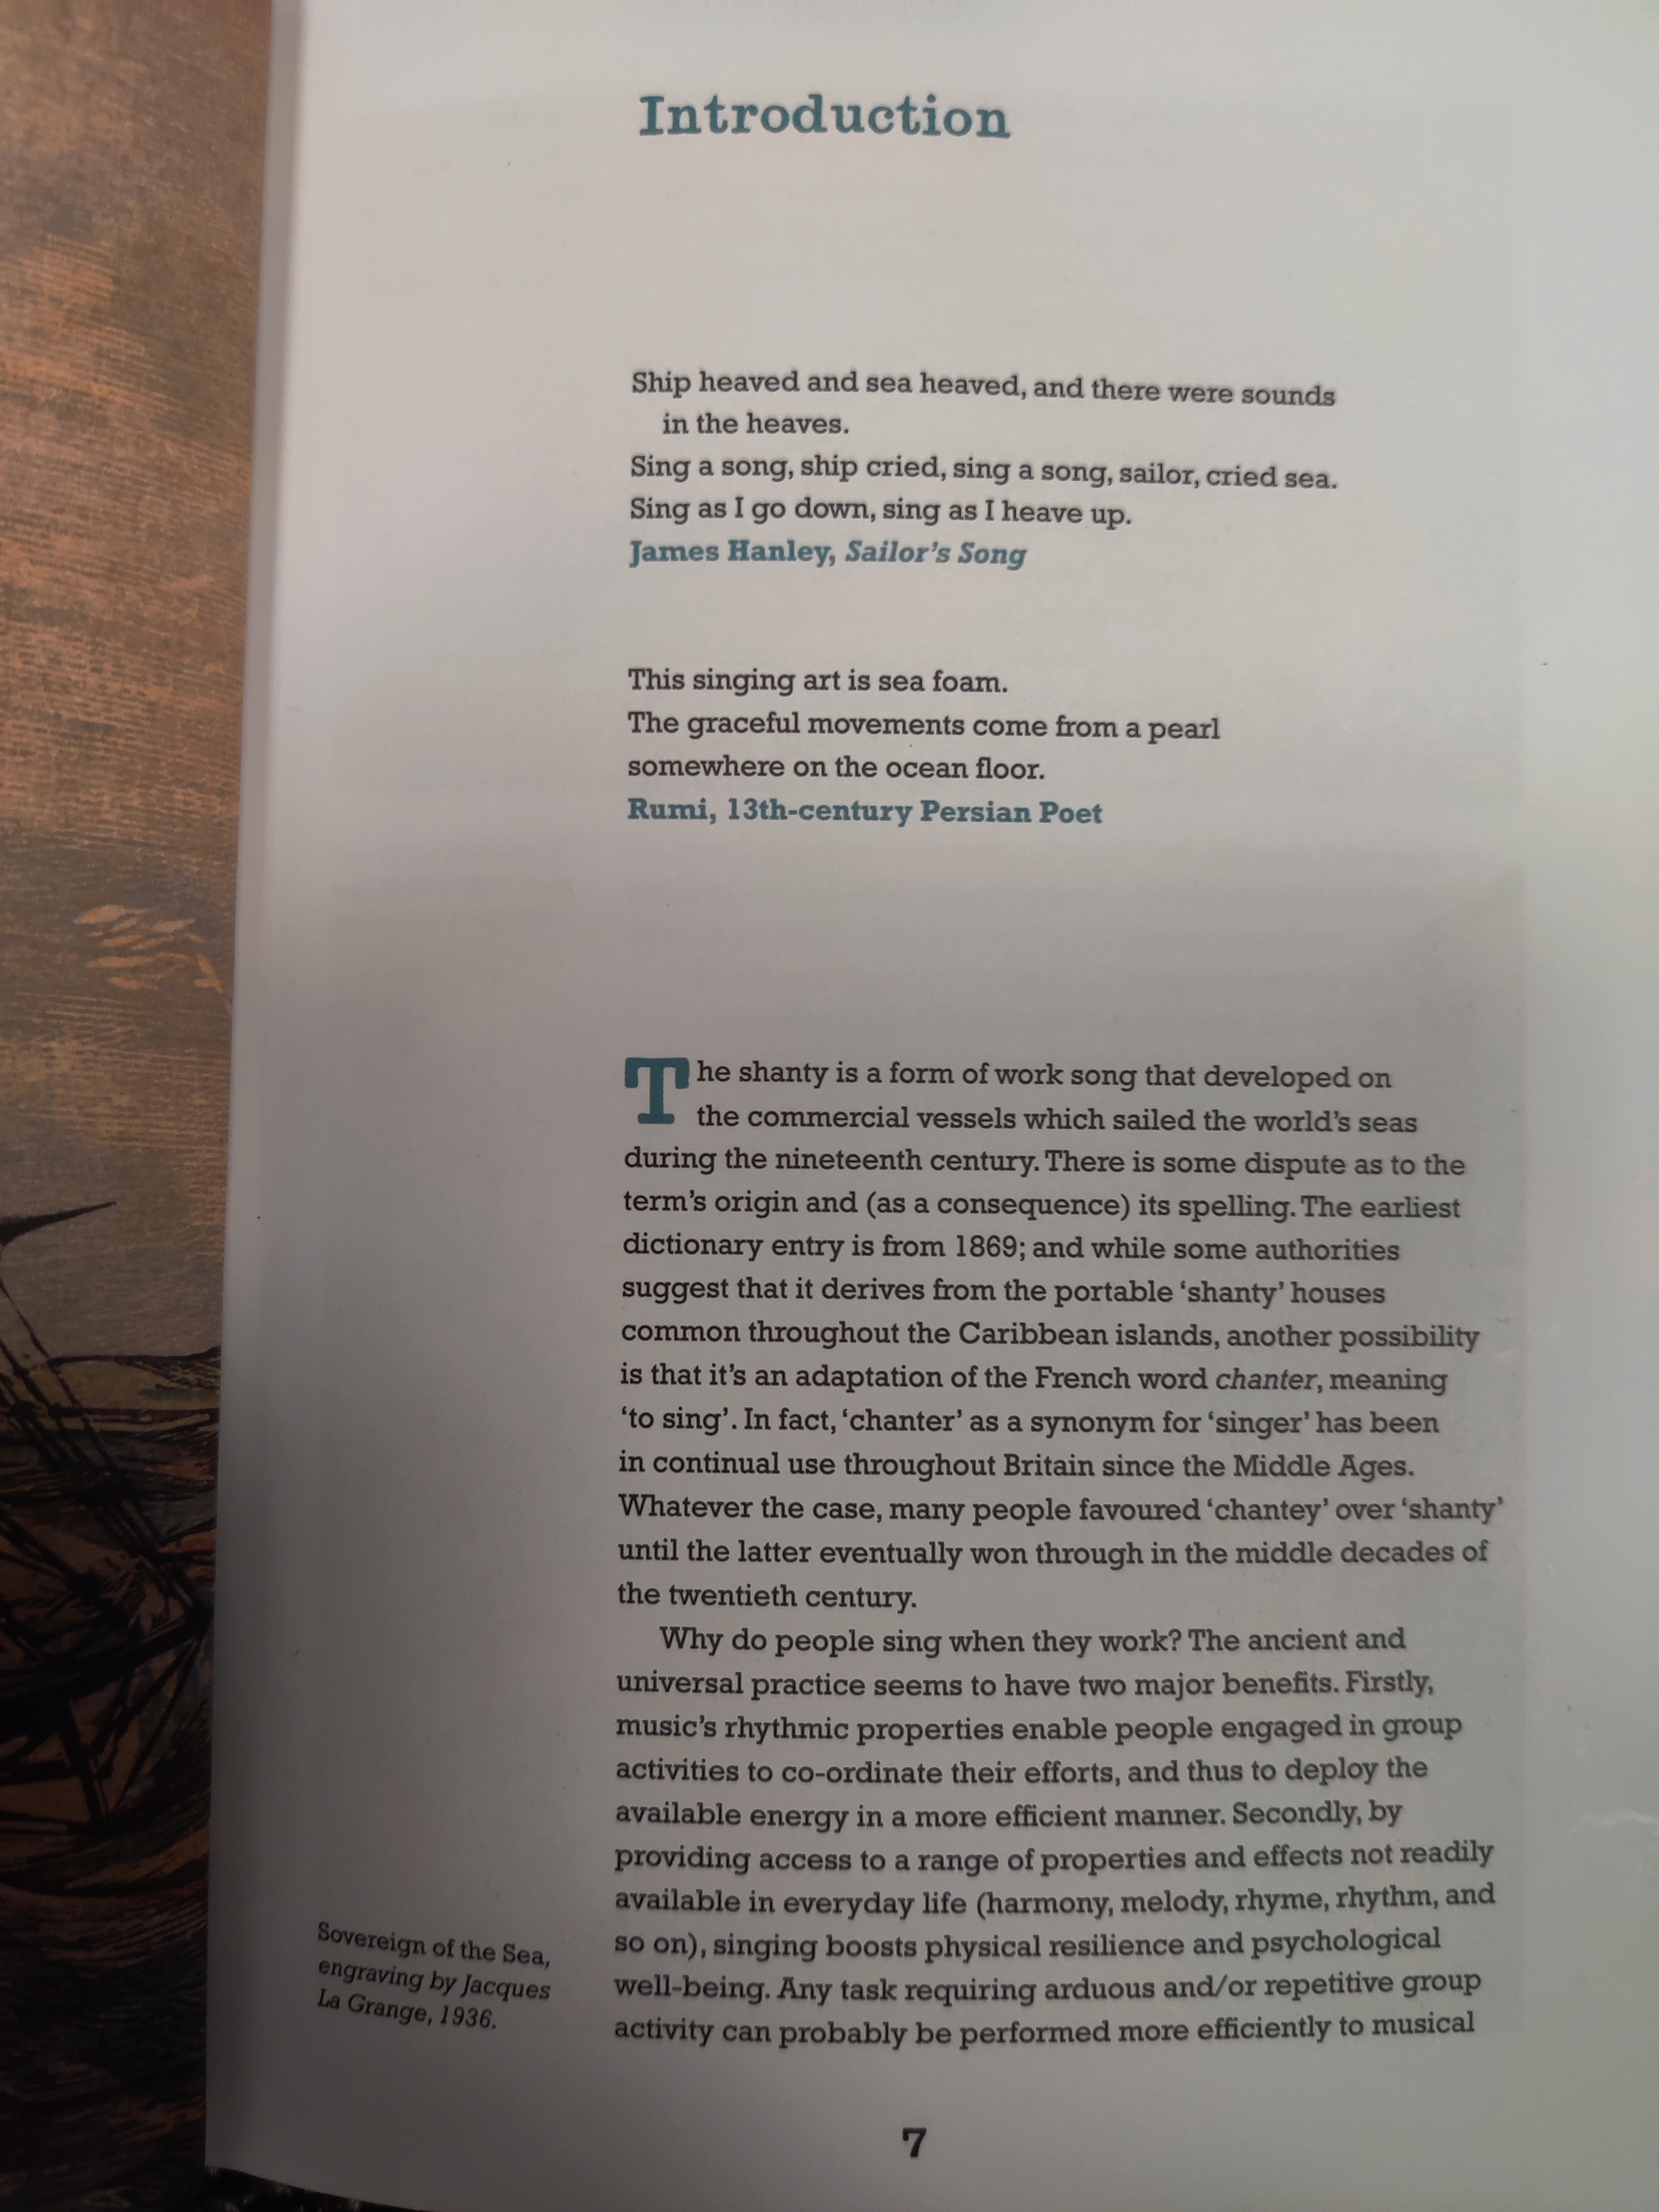 Introduction
Ship heaved and sea heaved, and there were sounds
in the heaves.
Sing a song, ship cried, sing a song, sailor, cried sea.
Sing as I go down, sing as I heave up.
James Hanley, Sailor's Song
This singing art is sea foam.
The graceful movements come from a pearl
somewhere on the ocean floor.
Rumi, 13th-century Persian Poet
The shanty is a form of work song that developed on
the commercial vessels which sailed the world's seas
during the nineteenth century. There is some dispute as to the
term's origin and (as a consequence) its spelling. The earliest
dictionary entry is from 1869; and while some authorities
suggest that it derives from the portable 'shanty' houses
common throughout the Caribbean islands, another possibility
is that it's an adaptation of the French word chanter, meaning
'to sing'. In fact, 'chanter' as a synonym for 'singer' has been
in continual use throughout Britain since the Middle Ages.
Whatever the case, many people favoured 'chantey' over 'shanty'
until the latter eventually won through in the middle decades of
the twentieth century.
Why do people sing when they work? The ancient and
universal practice seems to have two major benefits. Firstly,
music's rhythmic properties enable people engaged in group
activities to co-ordinate their efforts, and thus to deploy the
available energy in a more efficient manner. Secondly, by
providing access to a range of properties and effects not readily
available in everyday life (harmony, melody, rhyme, rhythm, and
so on), singing boosts physical resilience and psychological
well-being. Any task requiring arduous and/or repetitive group
activity can probably be performed more efficiently to musical
Sovereign of the Sea,
engraving by Jacques
La Grange, 1936.
7